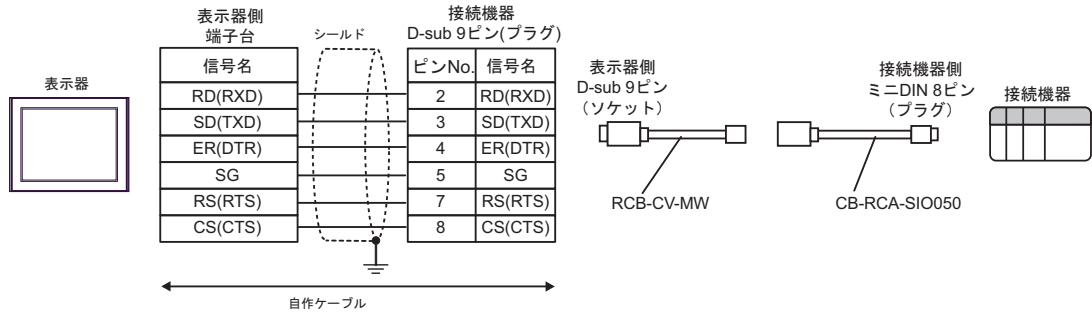 表示器
表示器側
端子台
シールド
接続機器
D-sub 9ピン(プラグ)
信号名
ピンNo. 信号名
RD(RXD) 2 RD(RXD)
SD(TXD) 3 SD(TXD)
ER(DTR) 4 ER(DTR)
SG 5 SG
RS(RTS) 7 RS(RTS)
CS(CTS) 8 CS(CTS)
自作ケーブル
表示器側
D-sub 9ピン
（ソケット）
RCB-CV-MW
接続機器側
ミニDIN 8ピン
（プラグ）
CB-RCA-SIO050
接続機器